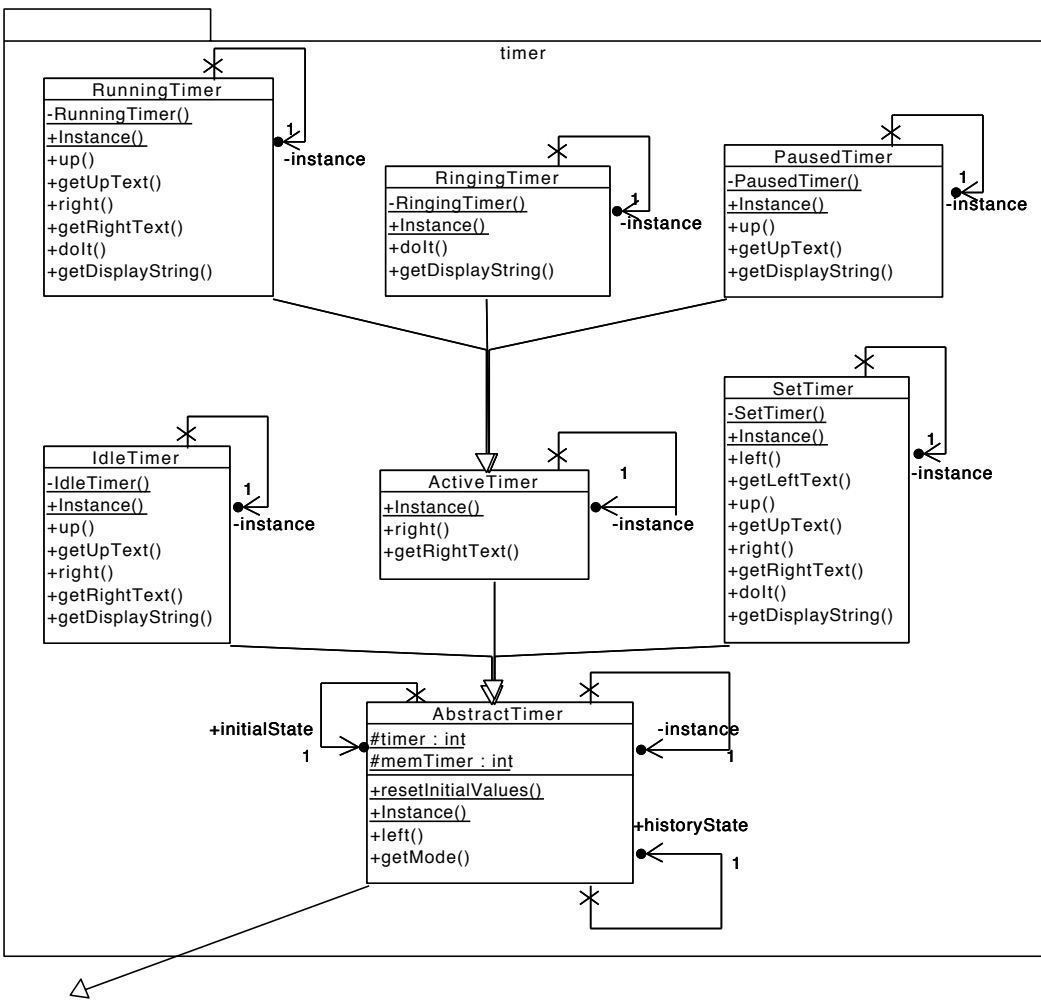 timer
RunningTimer
-RunningTimer()
+Instance()
+up()
+getUpText()
+right()
+getRightText()
+doIt()
+getDisplayString()
1
-instance
RingingTimer
-RingingTimer()
+Instance()
+doIt()
+getDisplayString()
1
-instance
PausedTimer
-PausedTimer()
+Instance()
+up()
+getUpText()
+getDisplayString()
1
-instance
IdleTimer
-IdleTimer()
+Instance()
+up()
+getUpText()
+right()
+getRightText()
+getDisplayString()
1
-instance
ActiveTimer
+Instance()
+right()
+getRightText()
1
-instance
SetTimer
-SetTimer()
+Instance()
+left()
+getLeftText()
+up()
+getUpText()
+right()
+getRightText()
+doIt()
+getDisplayString()
1
-instance
AbstractTimer
#timer : int
#memTimer : int
+resetInitialValues()
+Instance()
+left()
+getMode()
+initialState
1
-instance
1
+historyState
1